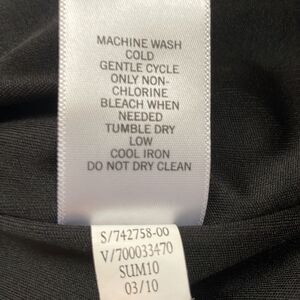 MACHINE WASH
COLD
GENTLE CYCLE
ONLY NON-
CHLORINE
BLEACH WHEN
NEEDED
TUMBLE DRY
LOW
COOL IRON
DO NOT DRY CLEAN
S/742758-00
V/700033470
SUM10
03/10